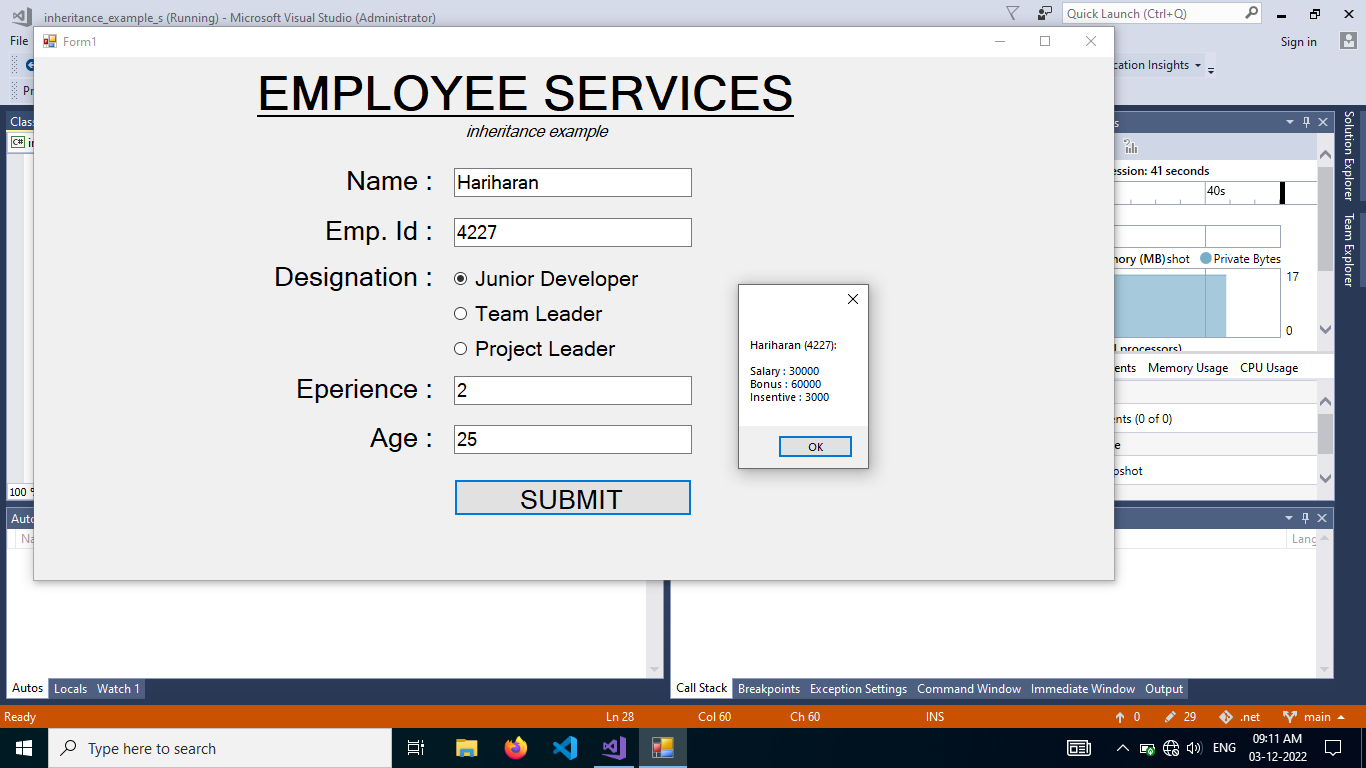 inheritance_example_s (Running) - Microsoft Visual Studio (Administrator)
Quick Launch (Ctrl+Q)
File
Sign in
Form1
cation Insights
EMPLOYEE SERVICES
inheritance example
Name :
Hariharan
Emp. Id :
4227
Designation :
Junior Developer
Team Leader
Project Leader
Eperience :
2
Age :
25
SUBMIT
Hariharan (4227):
Salary : 30000
Bonus : 60000
Insentive : 3000
OK
ession: 41 seconds
40s
ory (MB)
shot
Private Bytes
17
0
processors)
ents
Memory Usage
CPU Usage
nts (0 of 0)
pshot
Solution Explorer
Team Explorer
Clas
C#
100 %
Auto
Na
Lang
Autos
Locals
Watch 1
Call Stack
Breakpoints
Exception Settings
Command Window
Immediate Window
Output
Ready
Ln 28
Col 60
Ch 60
INS
0
29
.net
main
Type here to search
ENG
09:11 AM
03-12-2022